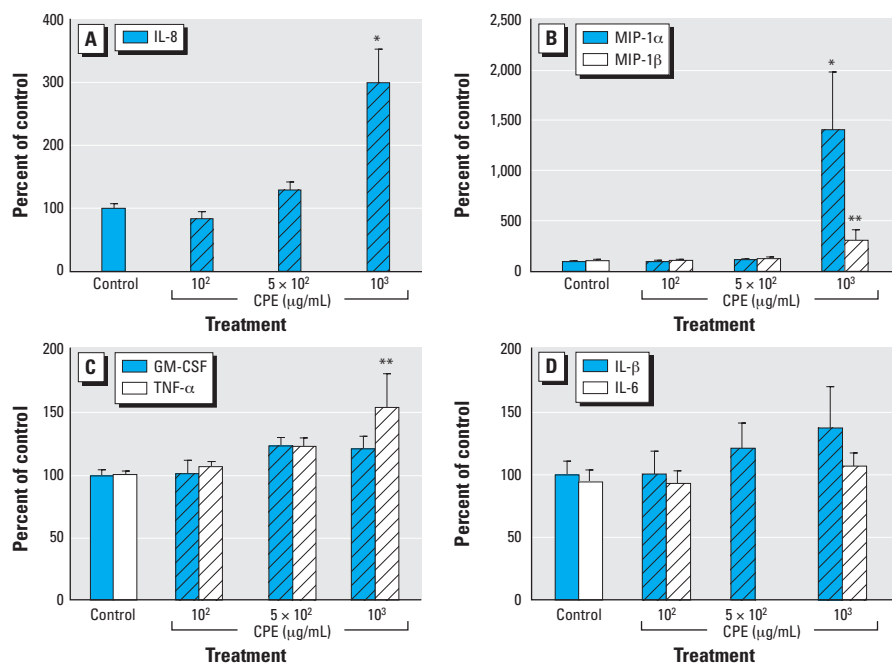 A
IL-8
400
300
200
100
0
Percent of control
*
Control
10²
5 × 10²
10³
CPE (μg/mL)
Treatment
B
MIP-1α
MIP-1β
2,500
2,000
1,500
1,000
500
0
Percent of control
*
**
Control
10²
5 × 10²
10³
CPE (μg/mL)
Treatment
C
GM-CSF
TNF-α
200
150
100
50
0
Percent of control
**
Control
10²
5 × 10²
10³
CPE (μg/mL)
Treatment
D
IL-β
IL-6
200
150
100
50
0
Percent of control
Control
10²
5 × 10²
10³
CPE (μg/mL)
Treatment